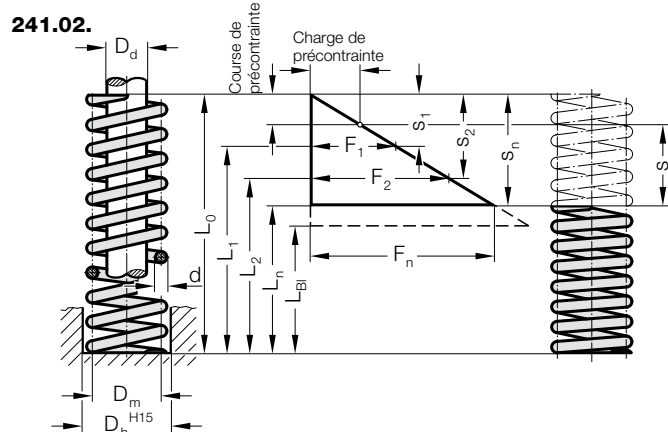 241.02.
D_d
Course de
précontrainte
Charge de
précontrainte
s_1
s_2
s_n
s
F_1
F_2
F_n
L_0
L_1
L_2
L_n
L_Bl
d
D_m
D_h H15